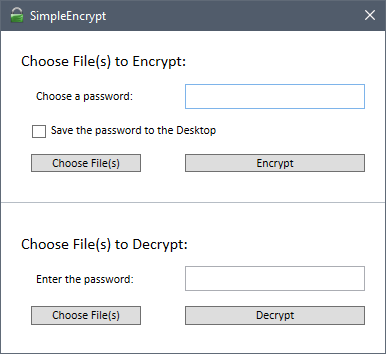 SimpleEncrypt
Choose File(s) to Encrypt:
Choose a password:
Save the password to the Desktop
Choose File(s) Encrypt
Choose File(s) to Decrypt:
Enter the password:
Choose File(s) Decrypt